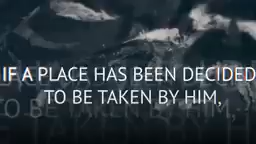 IF A PLACE HAS BEEN DECIDED
TO BE TAKEN BY HIM,